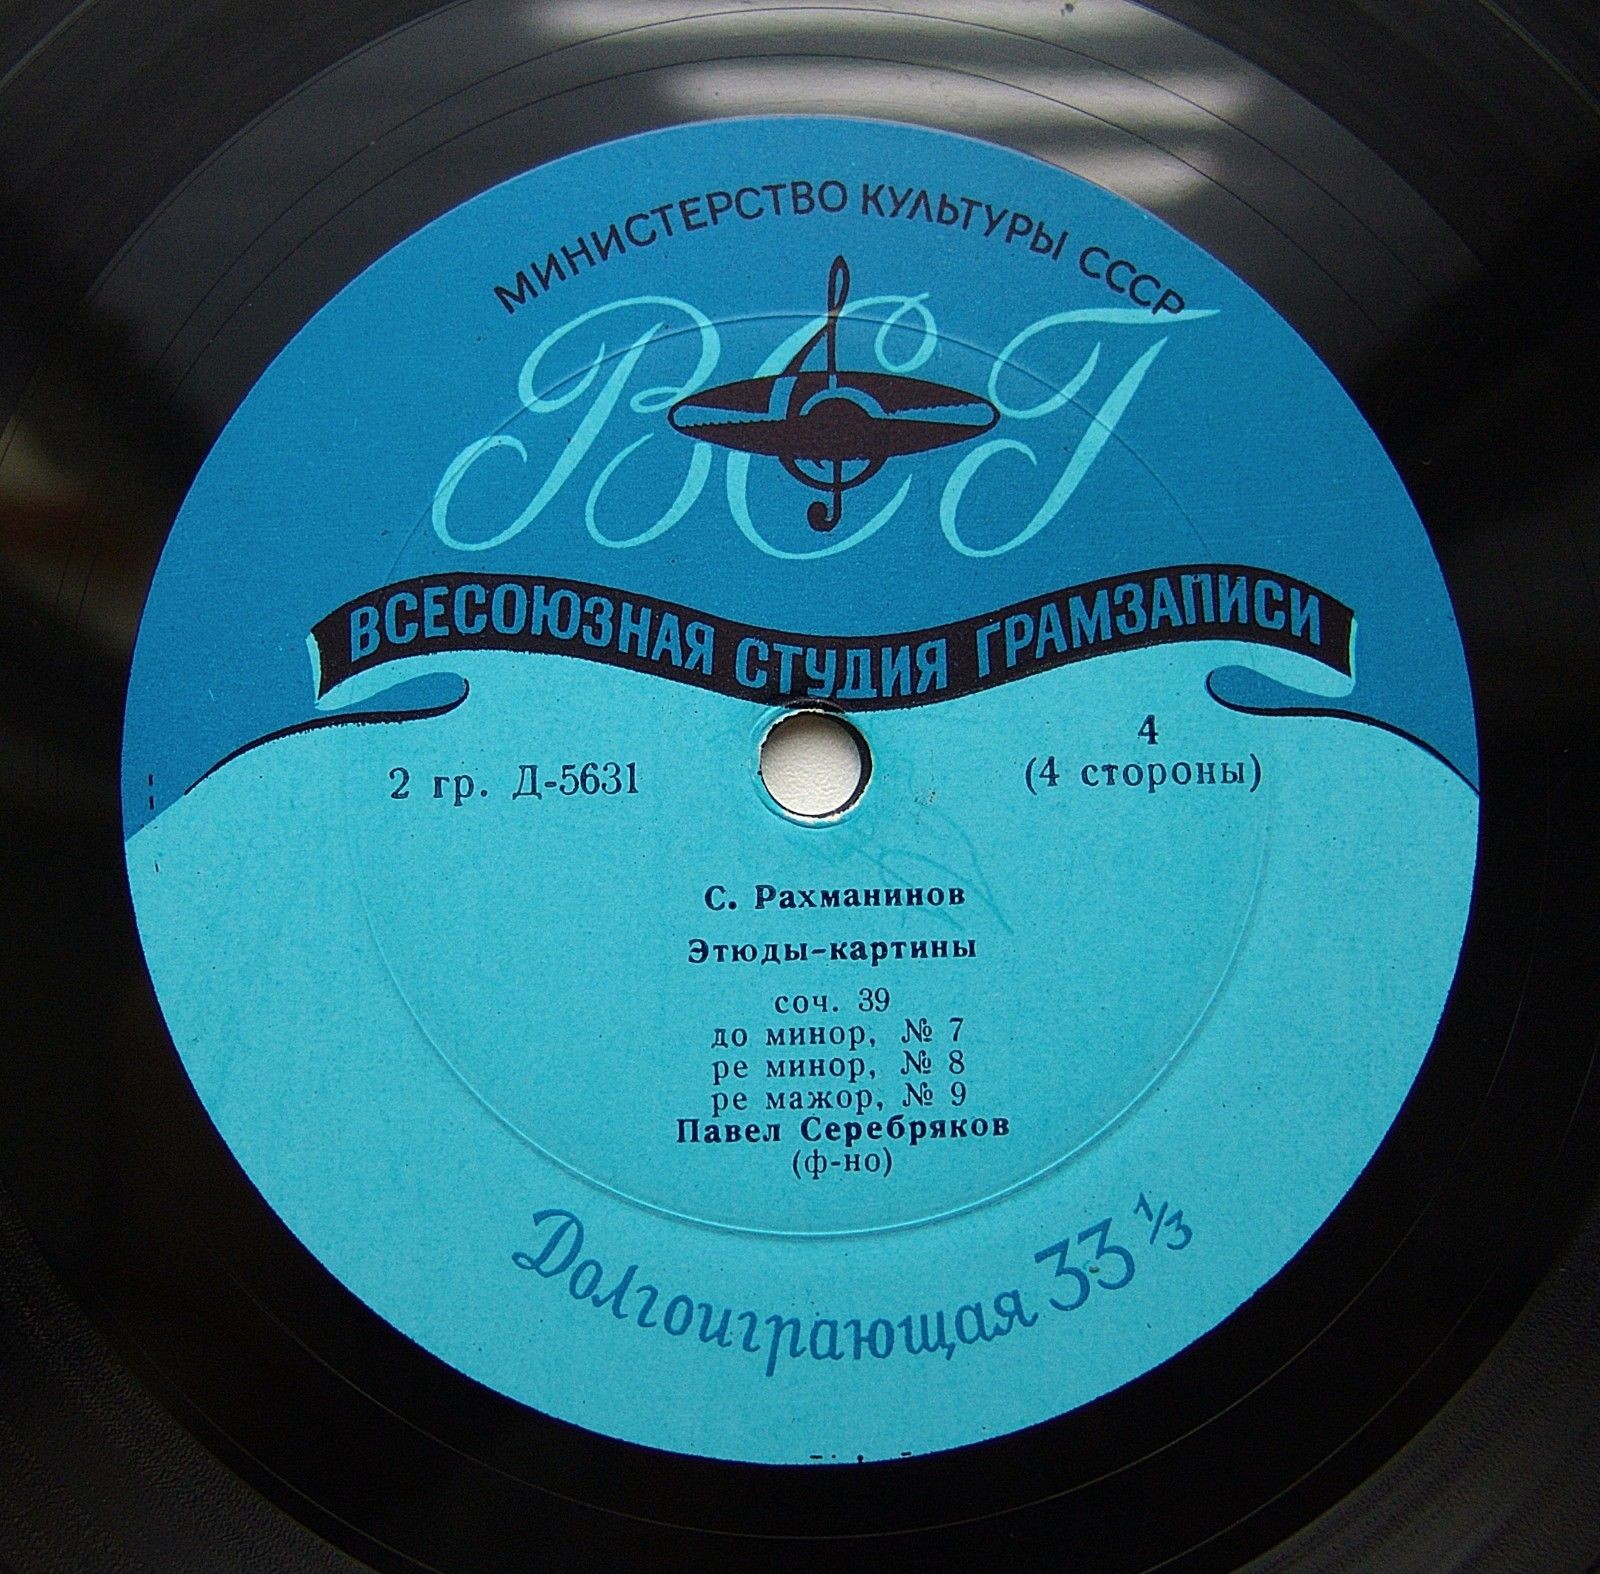 МИНИСТЕРСТВО КУЛЬТУРЫ СССР
ВСГ
ВСЕСОЮЗНАЯ СТУДИЯ ГРАМЗАПИСИ
2 гр. Д-5631
4
(4 стороны)
С. Рахманинов
Этюды-картины
соч. 39
до минор, № 7
ре минор, № 8
ре мажор, № 9
Павел Серебряков
(ф-но)
Долгоиграющая 33 1/3